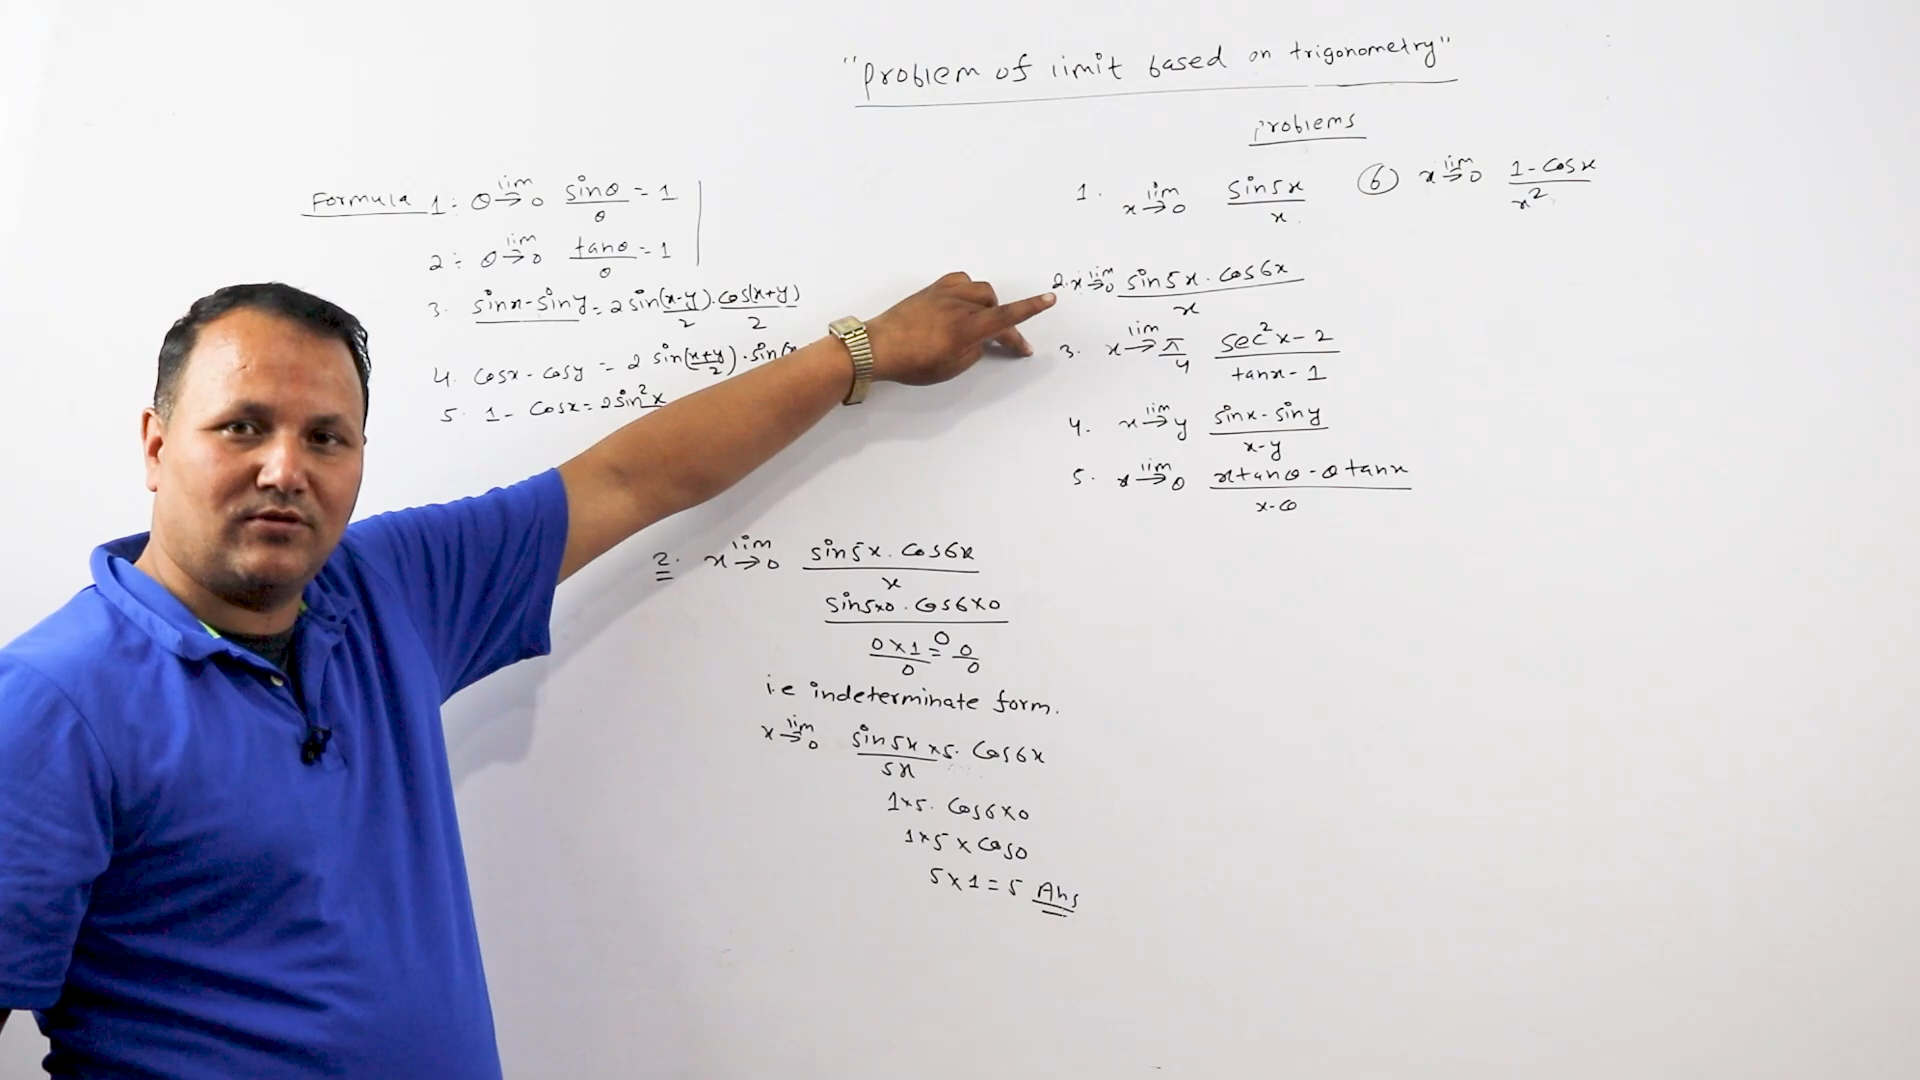 "Problem of limit based on trigonometry"
Problems
Formula 1: θ lim→0 sinθ/θ = 1
2: θ lim→0 tanθ/θ = 1
3. sinx-siny = 2sin(x-y)/2 . cos(x+y)/2
4. cosx - cosy = 2 sin(x+y/2) . sin(
5. 1 - cosx = 2sin²x
1. x lim→0 sin5x/x
⑥ x lim→0 1-cosx/x²
2. x lim→0 sin5x . cos6x/x
3. x lim→π/4 sec²x-2/tanx-1
4. x lim→y sinx-siny/x-y
5. x lim→θ xtanθ-θtanx/x-θ
2. x lim→0 sin5x . cos6x/x
sin5x0 . cos6x0/0
0x1/0 = 0/0
i.e indeterminate form.
x lim→0 sin5x/5x x5. cos6x
1x5. cos6x0
1x5 x cos0
5x1 = 5 Ans